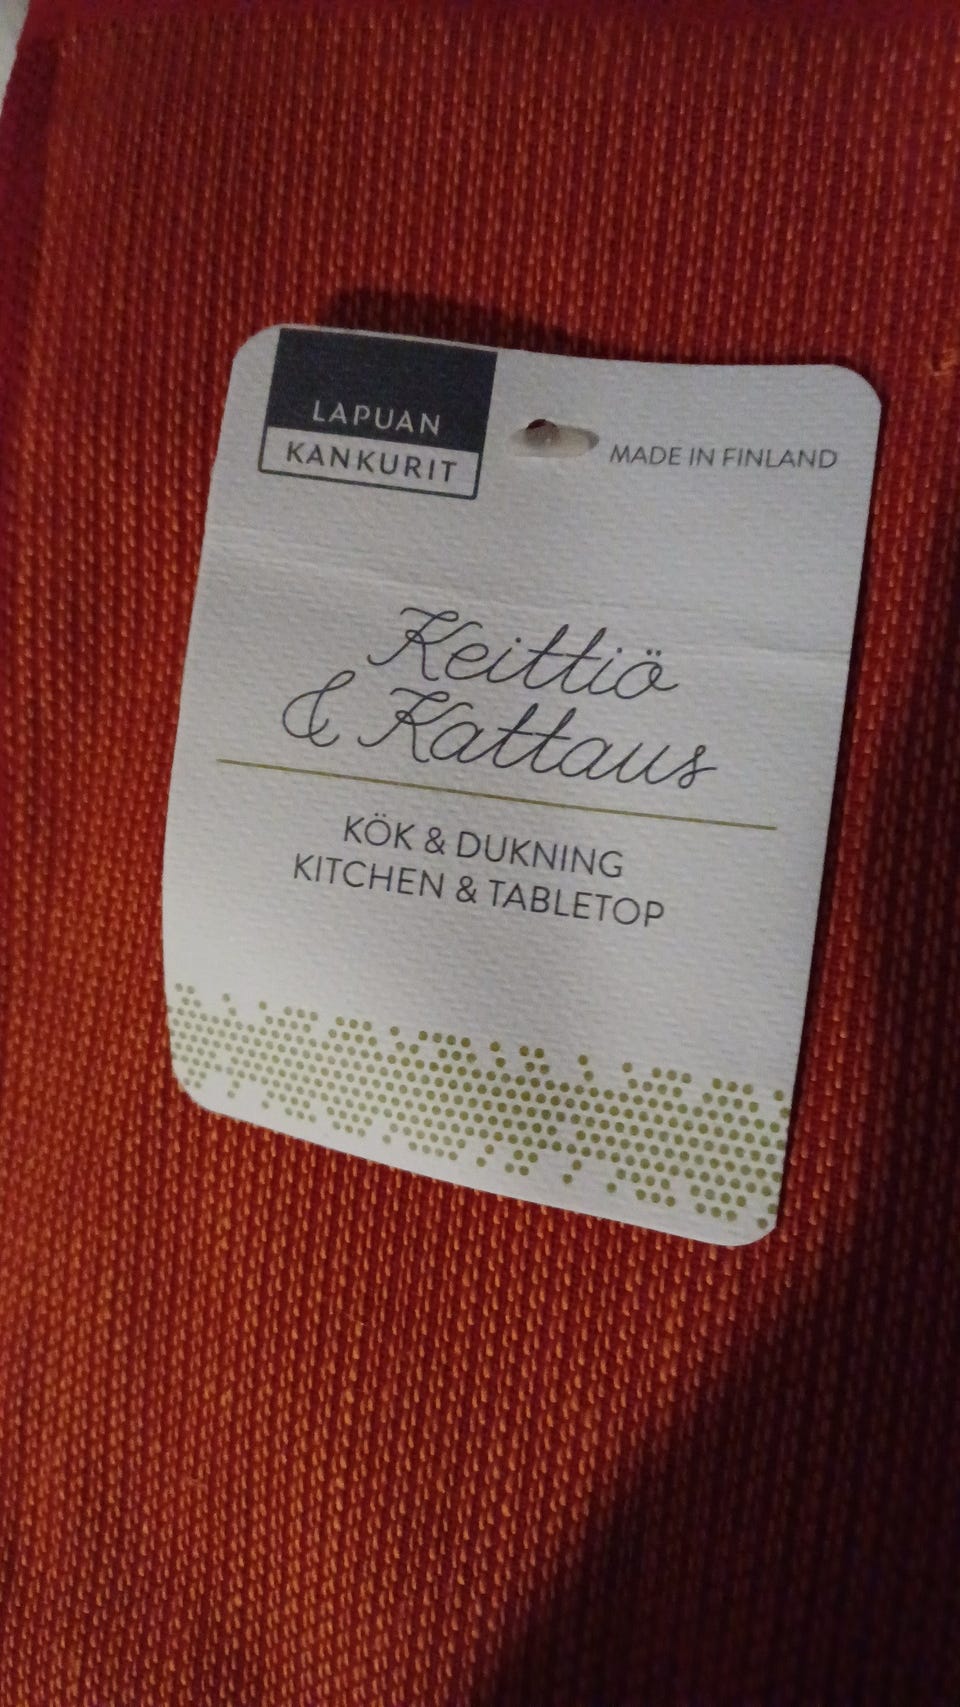 LAPUAN
KANKURIT
MADE IN FINLAND
Keittiö
& Kattaus
KÖK & DUKNING
KITCHEN & TABLETOP